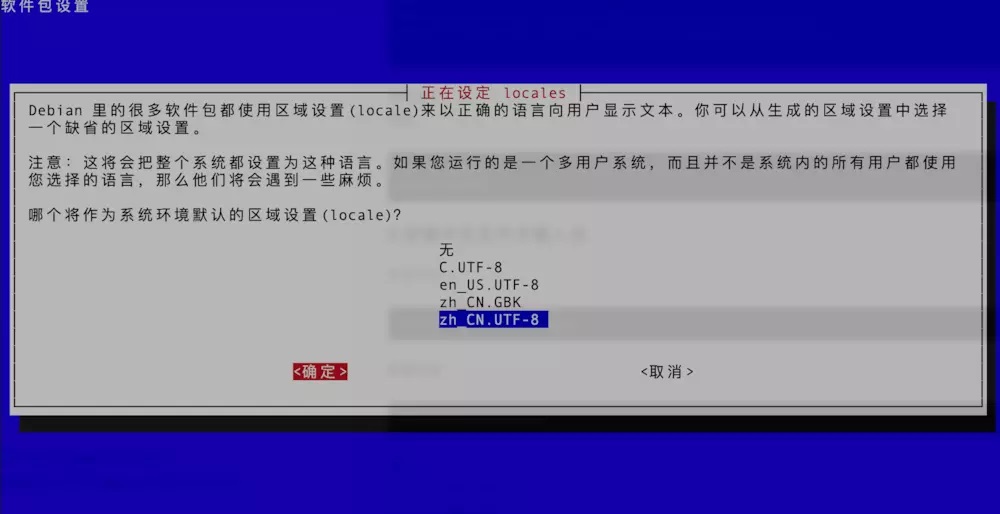 软件包设置
正在设定 locales
Debian 里的很多软件包都使用区域设置(locale)来以正确的语言向用户显示文本。你可以从生成的区域设置中选择
一个缺省的区域设置。
注意: 这将会把整个系统都设置为这种语言。如果您运行的是一个多用户系统，而且并不是系统内的所有用户都使用
您选择的语言，那么他们将会遇到一些麻烦。
哪个将作为系统环境默认的区域设置(locale)?
无
C.UTF-8
en_US.UTF-8
zh_CN.GBK
zh_CN.UTF-8
<确定> <取消>